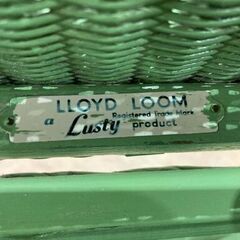 LLOYD LOOM
Registered Trade Mark
a Lusty product